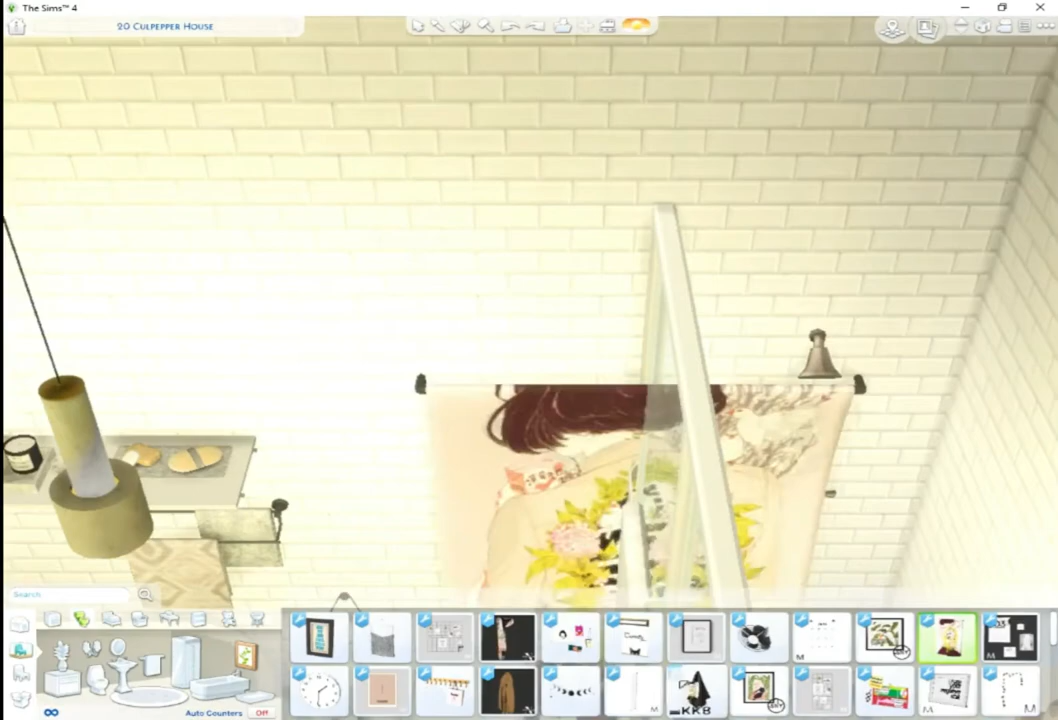 The Sims™ 4
20 Culpepper House
Search
Auto Counters Off
M
M
KKB
M
M